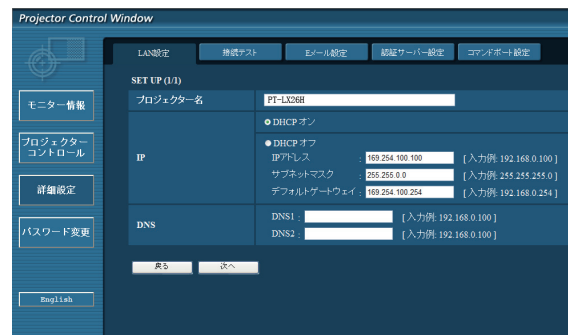 Projector Control Window
LAN設定 接続テスト Eメール設定 認証サーバー設定 コマンドポート設定
SET UP (1/1)
モニター情報
プロジェクター
コントロール
詳細設定
パスワード変更
English
プロジェクター名 PT-LX26H
IP
DHCP オン
DHCP オフ
IPアドレス : 169.254.100.100 [入力例: 192.168.0.100 ]
サブネットマスク : 255.255.0.0 [入力例: 255.255.255.0 ]
デフォルトゲートウェイ : 169.254.100.254 [入力例: 192.168.0.254 ]
DNS
DNS1 : [入力例: 192.168.0.100 ]
DNS2 : [入力例: 192.168.0.100 ]
戻る 次へ